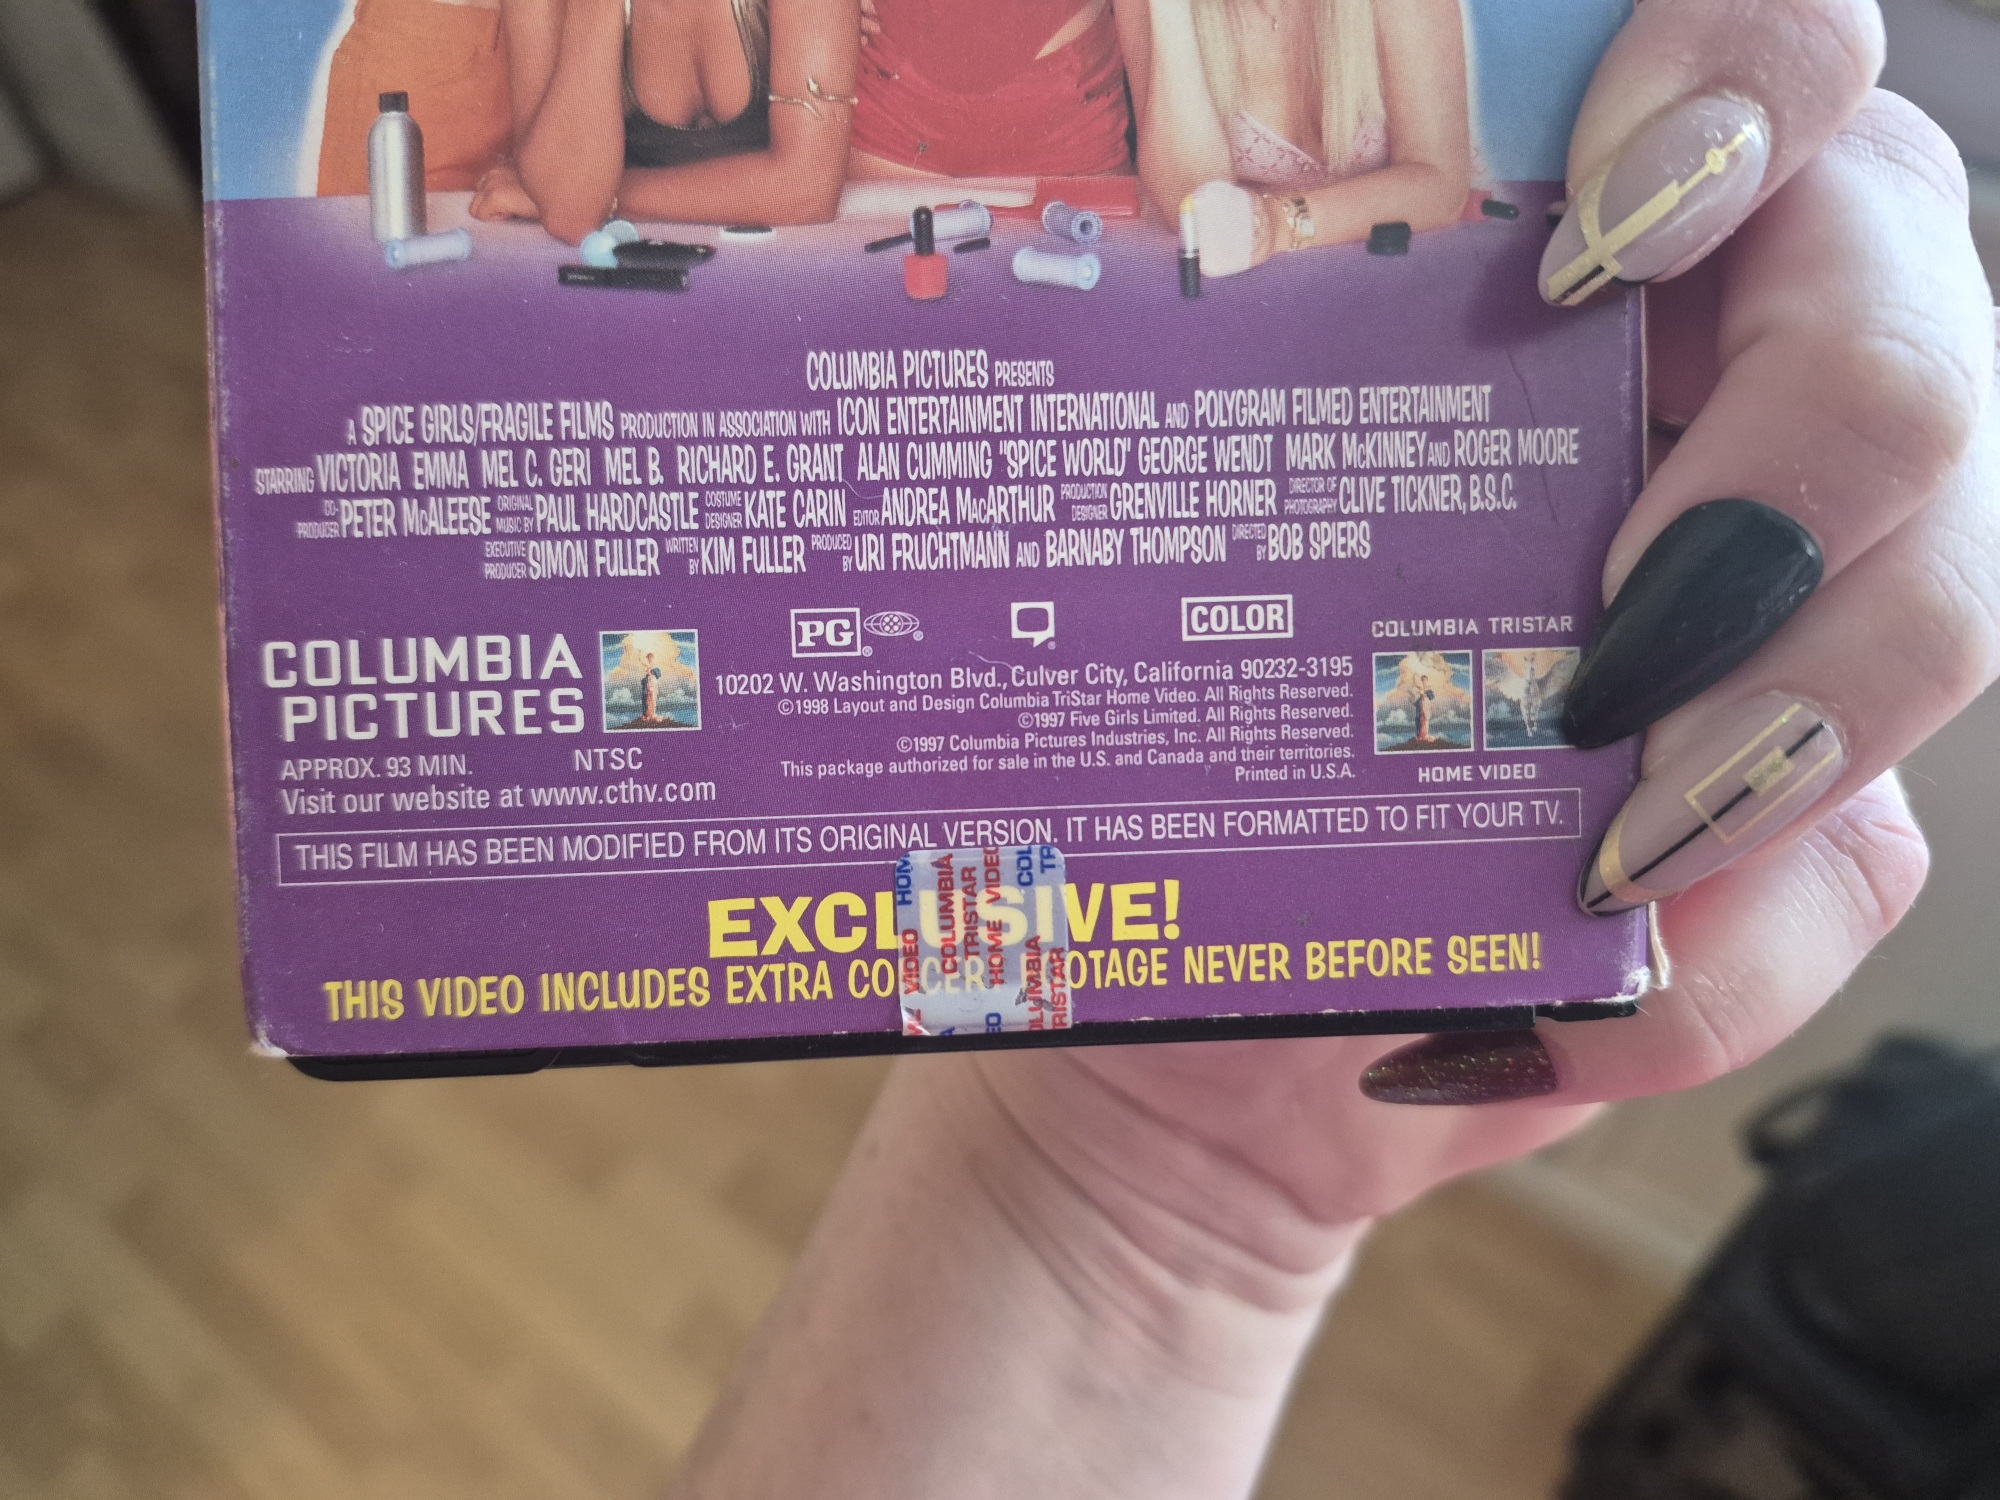 COLUMBIA PICTURES PRESENTS
A SPICE GIRLS/FRAGILE FILMS PRODUCTION IN ASSOCIATION WITH ICON ENTERTAINMENT INTERNATIONAL AND POLYGRAM FILMED ENTERTAINMENT
STARRING VICTORIA EMMA MEL C. GERI MEL B. RICHARD E. GRANT ALAN CUMMING "SPICE WORLD" GEORGE WENDT MARK McKINNEY AND ROGER MOORE
CO-PRODUCER PETER McALEESE ORIGINAL MUSIC BY PAUL HARDCASTLE COSTUME DESIGNER KATE CARIN EDITOR ANDREA MacARTHUR PRODUCTION DESIGNER GRENVILLE HORNER DIRECTOR OF PHOTOGRAPHY CLIVE TICKNER, B.S.C.
EXECUTIVE PRODUCER SIMON FULLER WRITTEN BY KIM FULLER PRODUCED BY URI FRUCHTMANN AND BARNABY THOMPSON DIRECTED BY BOB SPIERS
COLUMBIA
PICTURES
APPROX. 93 MIN. NTSC
Visit our website at www.cthv.com
PG ® ® ® COLOR
10202 W. Washington Blvd., Culver City, California 90232-3195
©1998 Layout and Design Columbia TriStar Home Video. All Rights Reserved.
©1997 Five Girls Limited. All Rights Reserved.
©1997 Columbia Pictures Industries, Inc. All Rights Reserved.
This package authorized for sale in the U.S. and Canada and their territories.
Printed in U.S.A.
COLUMBIA TRISTAR
HOME VIDEO
THIS FILM HAS BEEN MODIFIED FROM ITS ORIGINAL VERSION. IT HAS BEEN FORMATTED TO FIT YOUR TV.
EXCLUSIVE!
THIS VIDEO INCLUDES EXTRA CONCERT FOOTAGE NEVER BEFORE SEEN!
COLUMBIA
TRISTAR
HOME VIDEO